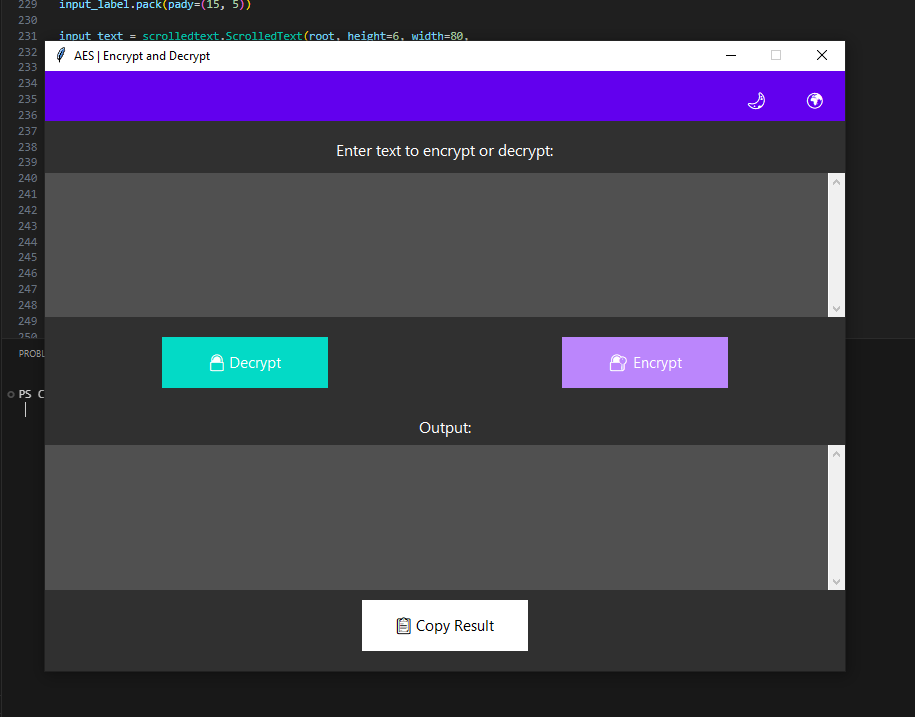 229 input_label.pack(pady=(15, 5))
230
231 input_text = scrolledtext.ScrolledText(root, height=6, width=80,
232
AES | Encrypt and Decrypt
233
234
235
236
237
Enter text to encrypt or decrypt:
238
239
240
241
242
243
244
245
246
247
248
249
250
PROBL
Decrypt
Encrypt
PS C
Output:
Copy Result